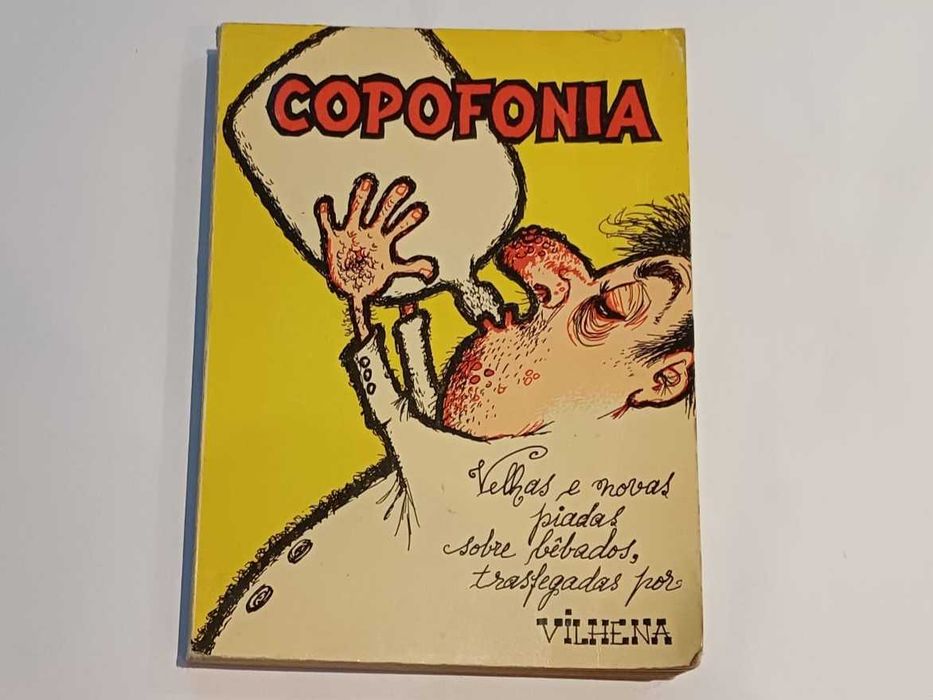 COPOFONIA
Velhas e novas
piadas
sobre bêbados,
trasfegadas por
VILHENA